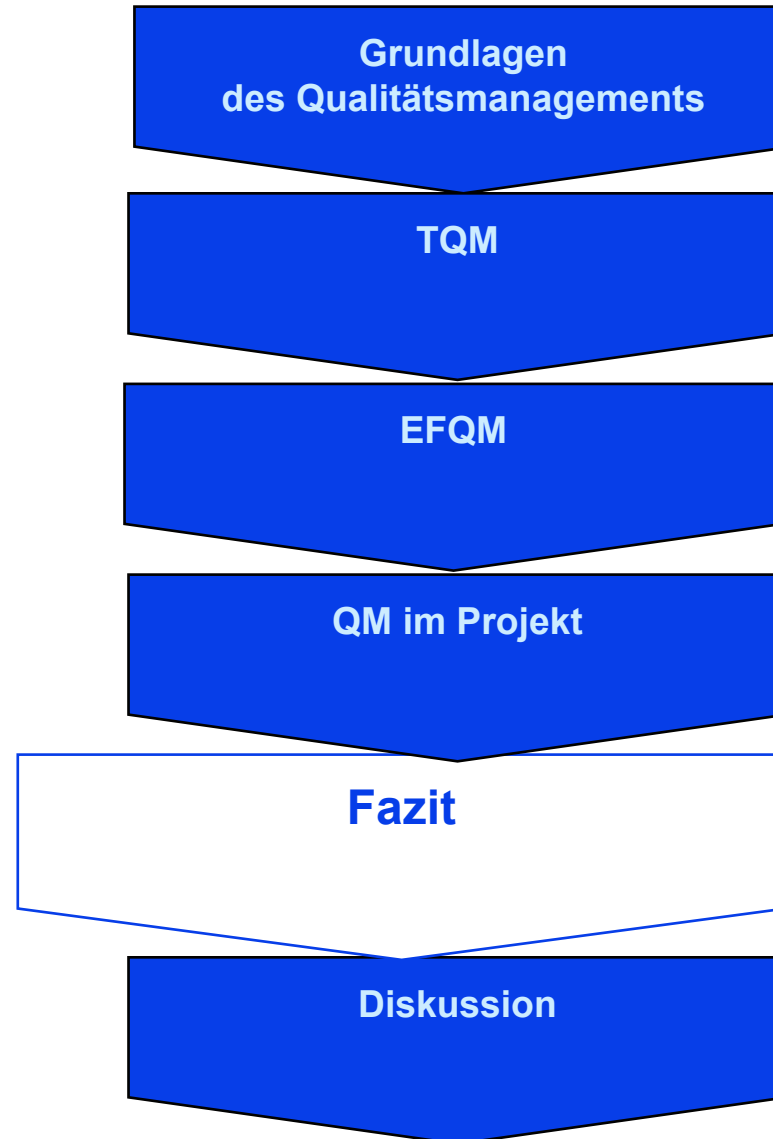 Grundlagen
des Qualitätsmanagements
TQM
EFQM
QM im Projekt
Fazit
Diskussion